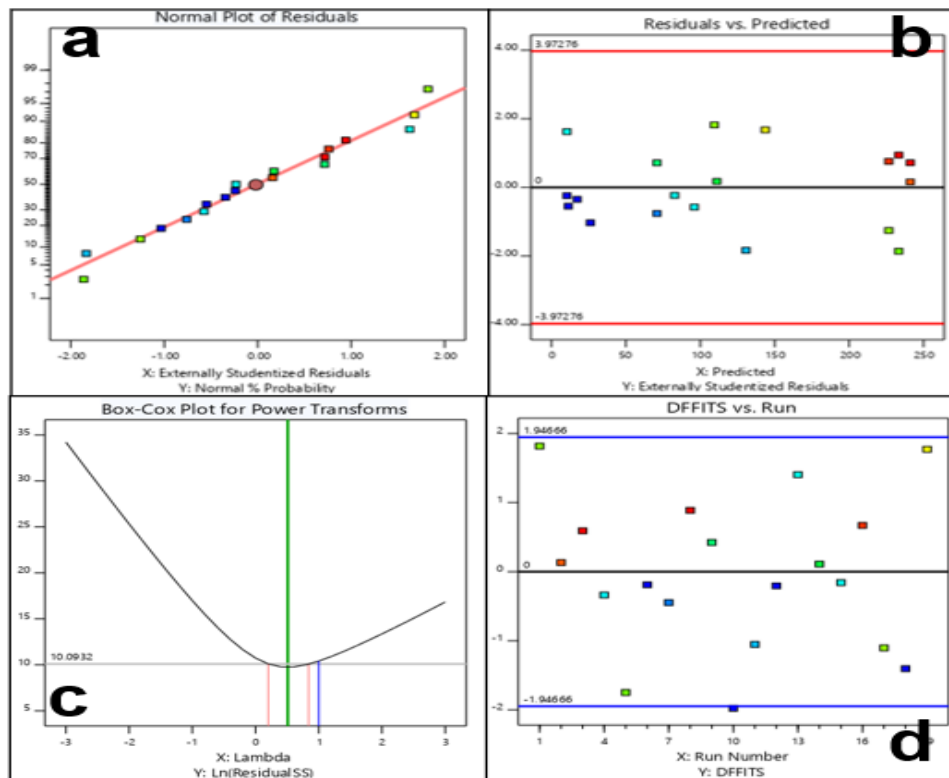 Normal Plot of Residuals
a
99
95
90
80
70
50
30
20
10
5
1
-2.00 -1.00 0.00 1.00 2.00
X: Externally Studentized Residuals
Y: Normal % Probability
Residuals vs. Predicted
b
4.00
3.97276
2.00
0.00
0
-2.00
-4.00
-3.97276
0 50 100 150 200 250
X: Predicted
Y: Externally Studentized Residuals
Box-Cox Plot for Power Transforms
35
30
25
20
15
10
10.0932
5
c
-3 -2 -1 0 1 2 3
X: Lambda
Y: Ln(ResidualSS)
DFFITS vs. Run
2
1.94666
1
0
0
-1
-1.94666
-2
1 4 7 10 13 16
X: Run Number
Y: DFFITS
d